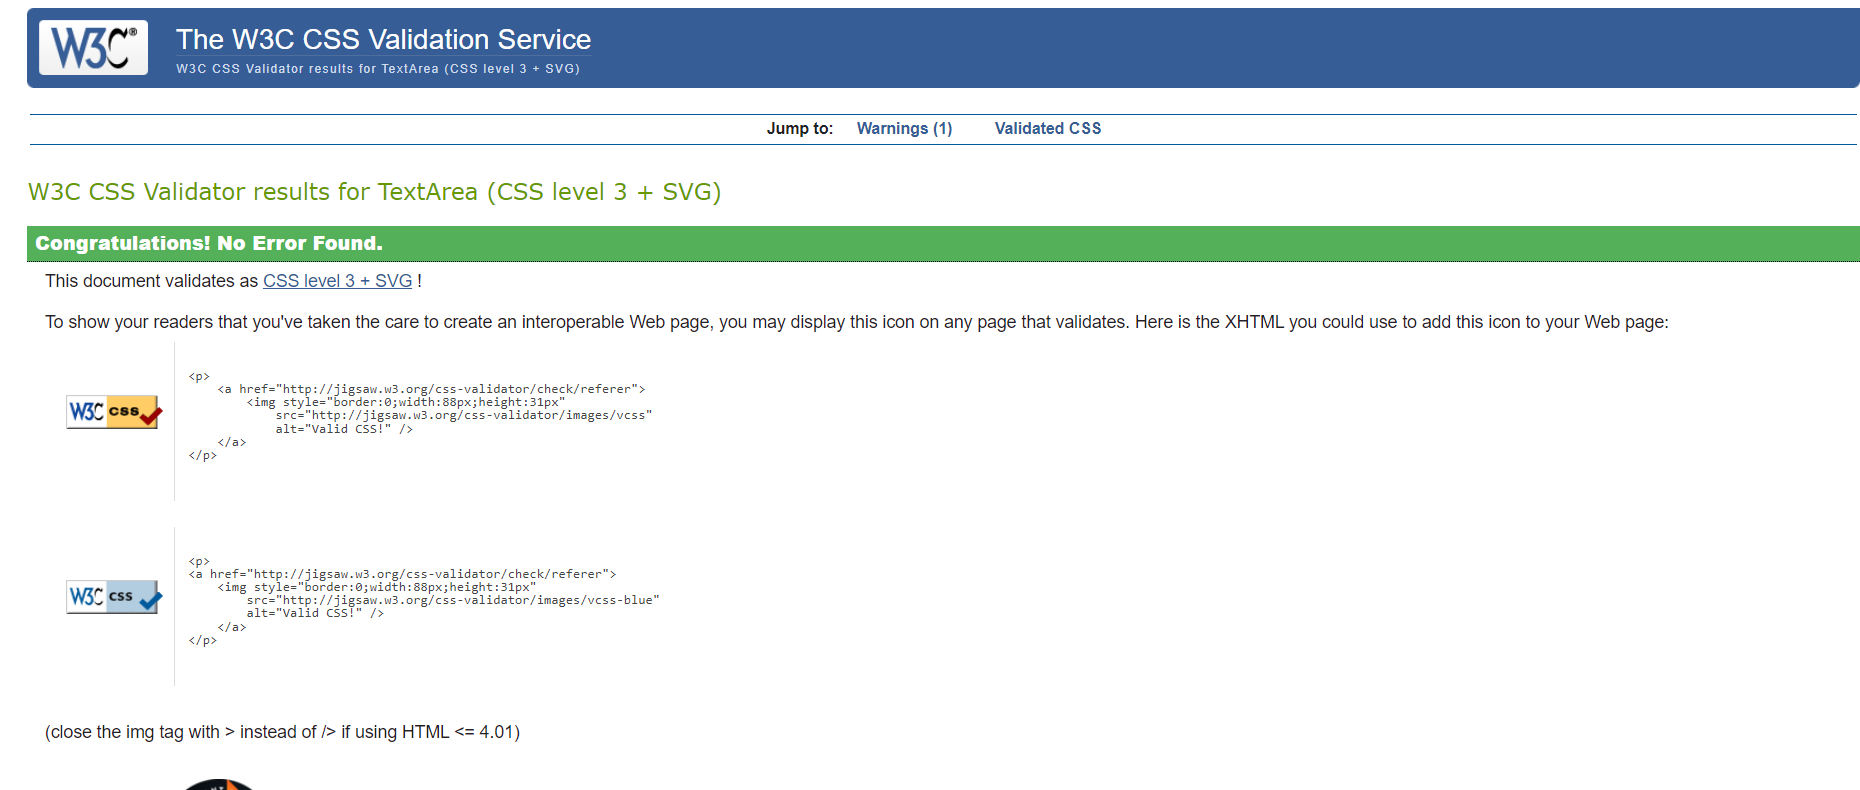 W3C®
The W3C CSS Validation Service
W3C CSS Validator results for TextArea (CSS level 3 + SVG)
Jump to: Warnings (1) Validated CSS
W3C CSS Validator results for TextArea (CSS level 3 + SVG)
Congratulations! No Error Found.
This document validates as CSS level 3 + SVG !
To show your readers that you've taken the care to create an interoperable Web page, you may display this icon on any page that validates. Here is the XHTML you could use to add this icon to your Web page:
W3C css
<p>
<a href="http://jigsaw.w3.org/css-validator/check/referer">
<img style="border:0;width:88px;height:31px"
src="http://jigsaw.w3.org/css-validator/images/vcss"
alt="Valid CSS!" />
</a>
</p>
W3C css
<p>
<a href="http://jigsaw.w3.org/css-validator/check/referer">
<img style="border:0;width:88px;height:31px"
src="http://jigsaw.w3.org/css-validator/images/vcss-blue"
alt="Valid CSS!" />
</a>
</p>
(close the img tag with > instead of /> if using HTML <= 4.01)